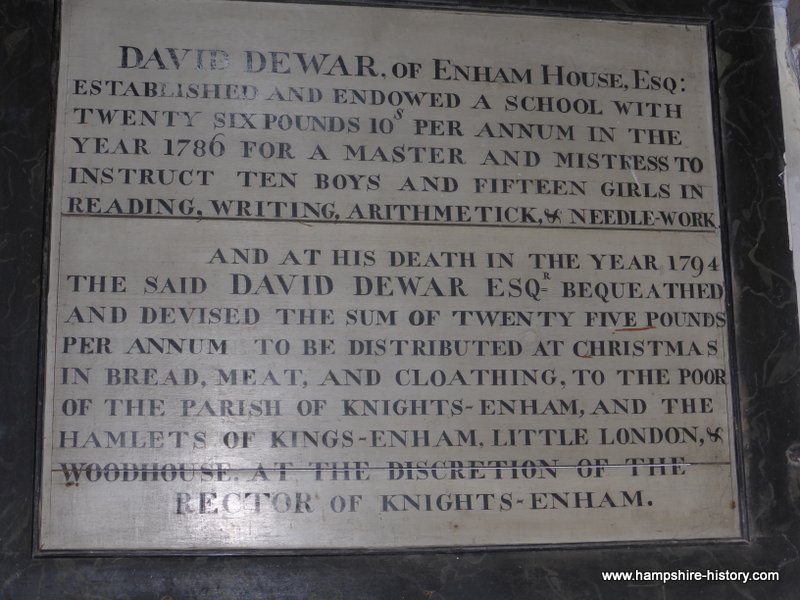 DAVID DEWAR, OF ENHAM HOUSE, ESQ:
ESTABLISHED AND ENDOWED A SCHOOL WITH
TWENTY SIX POUNDS 10S PER ANNUM IN THE
YEAR 1786 FOR A MASTER AND MISTRESS TO
INSTRUCT TEN BOYS AND FIFTEEN GIRLS IN
READING, WRITING, ARITHMETICK, & NEEDLE-WORK
AND AT HIS DEATH IN THE YEAR 1794
THE SAID DAVID DEWAR ESQR BEQUEATHED
AND DEVISED THE SUM OF TWENTY FIVE POUNDS
PER ANNUM TO BE DISTRIBUTED AT CHRISTMAS
IN BREAD, MEAT, AND CLOATHING, TO THE POOR
OF THE PARISH OF KNIGHTS-ENHAM, AND THE
HAMLETS OF KINGS-ENHAM, LITTLE LONDON, &
WOODHOUSE, AT THE DISCRETION OF THE
RECTOR OF KNIGHTS-ENHAM.
www.hampshire-history.com